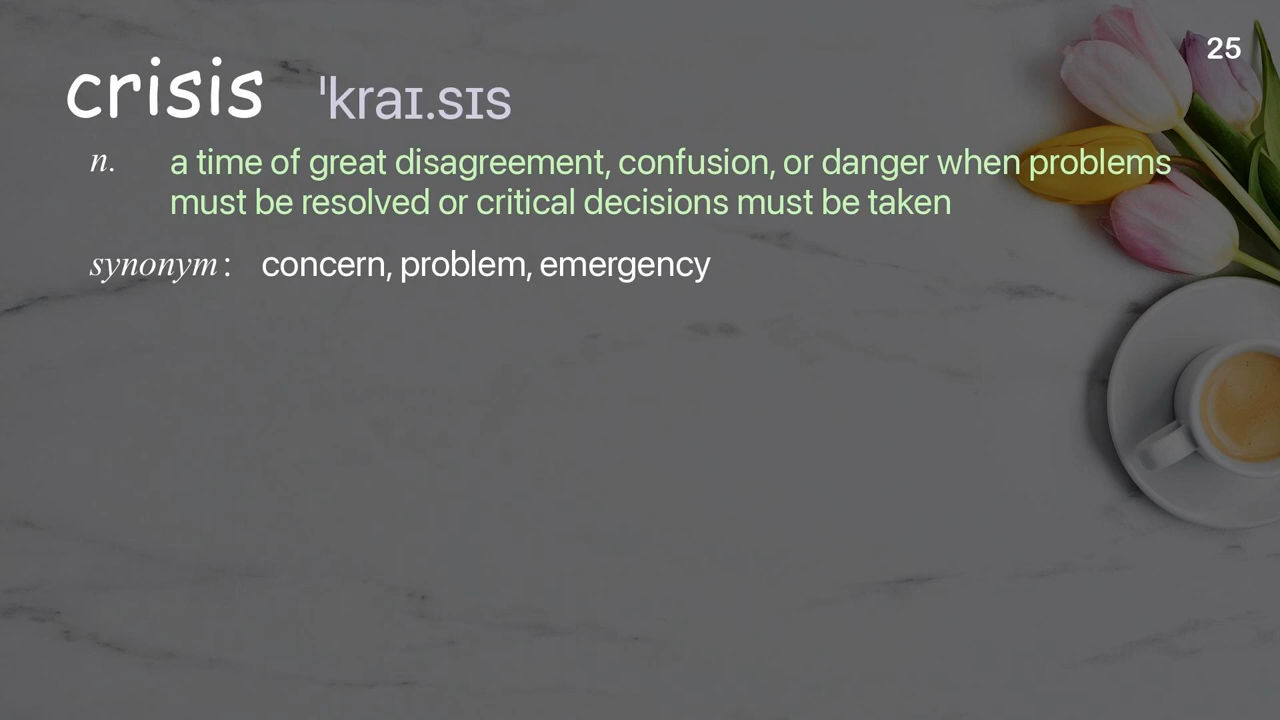 25
crisis ˈkraɪ.sɪs
n. a time of great disagreement, confusion, or danger when problems
must be resolved or critical decisions must be taken
synonym : concern, problem, emergency